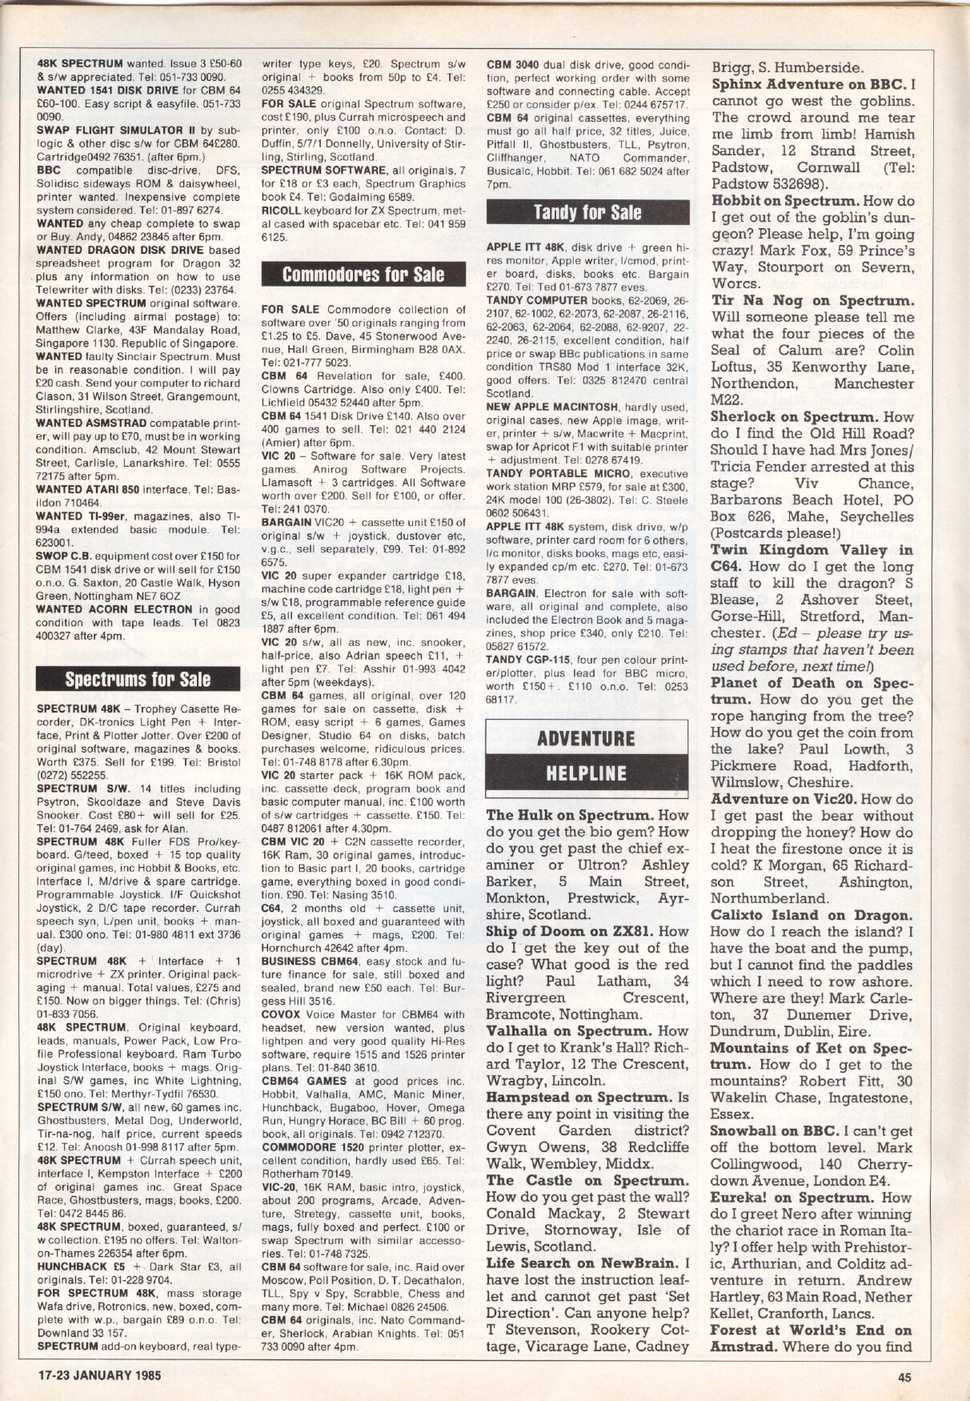 48K SPECTRUM wanted. Issue 3 £50-60
& s/w appreciated. Tel: 051-733 0090.
WANTED 1541 DISK DRIVE for CBM 64
£60-100. Easy script & easyfile. 051-733
0090.
SWAP FLIGHT SIMULATOR II by sub-
logic & other disc s/w for CBM 64£280.
Cartridge0492 76351. (after 6pm.)
BBC compatible disc-drive, DFS,
Solidisc sideways ROM & daisywheel,
printer wanted. Inexpensive complete
system considered. Tel: 01-897 6274.
WANTED any cheap complete to swap
or Buy. Andy, 04862 23845 after 6pm.
WANTED DRAGON DISK DRIVE based
spreadsheet program for Dragon 32
plus any information on how to use
Telewriter with disks. Tel: (0233) 23764.
WANTED SPECTRUM original software.
Offers (including airmal postage) to:
Matthew Clarke, 43F Mandalay Road,
Singapore 1130. Republic of Singapore.
WANTED faulty Sinclair Spectrum. Must
be in reasonable condition. I will pay
£20 cash. Send your computer to richard
Clason, 31 Wilson Street, Grangemount,
Stirlingshire, Scotland.
WANTED ASMSTRAD compatable print-
er, will pay up to £70, must be in working
condition. Amsclub, 42 Mount Stewart
Street, Carlisle, Lanarkshire. Tel: 0555
72175 after 5pm.
WANTED ATARI 850 interface. Tel: Bas-
ildon 710464.
WANTED TI-99er, magazines, also TI-
994a extended basic module. Tel:
623001.
SWOP C.B. equipment cost over £150 for
CBM 1541 disk drive or will sell for £150
o.n.o. G. Saxton, 20 Castle Walk, Hyson
Green, Nottingham NE7 6OZ
WANTED ACORN ELECTRON in good
condition with tape leads. Tel 0823
400327 after 4pm.
Spectrums for Sale
SPECTRUM 48K – Trophey Casette Re-
corder, DK-tronics Light Pen + Inter-
face, Print & Plotter Jotter. Over £200 of
original software, magazines & books.
Worth £375. Sell for £199. Tel: Bristol
(0272) 552255.
SPECTRUM S/W. 14 titles including
Psytron, Skooldaze and Steve Davis
Snooker. Cost £80+ will sell for £25.
Tel: 01-764 2469, ask for Alan.
SPECTRUM 48K Fuller FDS Pro/key-
board. G/teed, boxed + 15 top quality
original games, inc Hobbit & Books, etc.
Interface I, M/drive & spare cartridge.
Programmable Joystick. I/F Quikshot
Joystick, 2 D/C tape recorder. Currah
speech syn, L/pen unit, books + man-
ual. £300 ono. Tel: 01-980 4811 ext 3736
(day).
SPECTRUM 48K + Interface + 1
microdrive + ZX printer. Original pack-
aging + manual. Total values, £275 and
£150. Now on bigger things. Tel: (Chris)
01-833 7056.
48K SPECTRUM. Original keyboard,
leads, manuals, Power Pack, Low Pro-
file Professional keyboard. Ram Turbo
Joystick Interface, books + mags. Orig-
inal S/W games, inc White Lightning,
£150 ono. Tel: Merthyr-Tydfil 76530.
SPECTRUM S/W, all new, 60 games inc.
Ghostbusters, Metal Dog, Underworld,
Tir-na-nog, half price, current speeds
£12. Tel: Anoosh 01-998 8117 after 5pm.
48K SPECTRUM + Currah speech unit,
interface I, Kempston Interface + £200
of original games inc. Great Space
Race, Ghostbusters, mags, books, £200.
Tel: 0472 8445 86.
48K SPECTRUM, boxed, guaranteed, s/
w collection. £195 no offers. Tel: Walton-
on-Thames 226354 after 6pm.
HUNCHBACK £5 + Dark Star £3, all
originals. Tel: 01-228 9704.
FOR SPECTRUM 48K, mass storage
Wafa drive, Rotronics, new, boxed, com-
plete with w.p., bargain £89 o.n.o. Tel:
Downland 33 157.
SPECTRUM add-on keyboard, real type-
writer type keys, £20. Spectrum s/w
original + books from 50p to £4. Tel:
0255 434329.
FOR SALE original Spectrum software,
cost £190, plus Currah microspeech and
printer, only £100 o.n.o. Contact: D.
Duffin, 5/7/1 Donnelly, University of Stir-
ling, Stirling, Scotland.
SPECTRUM SOFTWARE, all originals, 7
for £18 or £3 each, Spectrum Graphics
book £4. Tel: Godalming 6589.
RICOLL keyboard for ZX Spectrum, met-
al cased with spacebar etc. Tel: 041 959
6125.
Commodores for Sale
FOR SALE Commodore collection of
software over '50 originals ranging from
£1.25 to £5. Dave, 45 Stonerwood Ave-
nue, Hall Green, Birmingham B28 0AX.
Tel: 021-777 5023.
CBM 64 Revelation for sale, £400.
Clowns Cartridge. Also only £400. Tel:
Lichfield 05432 52440 after 5pm.
CBM 64 1541 Disk Drive £140. Also over
400 games to sell. Tel: 021 440 2124
(Amier) after 6pm.
VIC 20 – Software for sale. Very latest
games. Anirog Software Projects.
Llamasoft + 3 cartridges. All Software
worth over £200. Sell for £100, or offer.
Tel: 241 0370.
BARGAIN VIC20 + cassette unit £150 of
original s/w + joystick, dustover etc,
v.g.c., sell separately, £99. Tel: 01-892
6575.
VIC 20 super expander cartridge £18,
machine code cartridge £18, light pen +
s/w £18, programmable reference guide
£5, all excellent condition. Tel: 061 494
1887 after 6pm.
VIC 20 s/w, all as new, inc. snooker,
half-price, also Adrian speech £11, +
light pen £7. Tel: Asshir 01-993 4042
after 5pm (weekdays).
CBM 64 games, all original, over 120
games for sale on cassette, disk +
ROM, easy script + 6 games, Games
Designer, Studio 64 on disks, batch
purchases welcome, ridiculous prices.
Tel: 01-748 8178 after 6.30pm.
VIC 20 starter pack + 16K ROM pack,
inc. cassette deck, program book and
basic computer manual, inc. £100 worth
of s/w cartridges + cassette. £150. Tel:
0487 812061 after 4.30pm.
CBM VIC 20 + C2N cassette recorder,
16K Ram, 30 original games, introduc-
tion to Basic part I, 20 books, cartridge
game, everything boxed in good condi-
tion. £90. Tel: Nasing 3510.
C64, 2 months old + cassette unit,
joystick, all boxed and guaranteed with
original games + mags, £200. Tel:
Hornchurch 42642 after 4pm.
BUSINESS CBM64, easy stock and fu-
ture finance for sale, still boxed and
sealed, brand new £50 each. Tel: Bur-
gess Hill 3516.
COVOX Voice Master for CBM64 with
headset, new version wanted, plus
lightpen and very good quality Hi-Res
software, require 1515 and 1526 printer
plans. Tel: 01-840 3610.
CBM64 GAMES at good prices inc.
Hobbit, Valhalla, AMC, Manic Miner,
Hunchback, Bugaboo, Hover, Omega
Run, Hungry Horace, BC Bill + 60 prog.
book, all originals. Tel: 0942 712370.
COMMODORE 1520 printer plotter, ex-
cellent condition, hardly used £65. Tel:
Rotherham 70149.
VIC-20, 16K RAM, basic intro, joystick,
about 200 programs, Arcade, Adven-
ture, Stretegy, cassette unit, books,
mags, fully boxed and perfect. £100 or
swap Spectrum with similar accesso-
ries. Tel: 01-748 7325.
CBM 64 software for sale, inc. Raid over
Moscow, Poll Position, D. T. Decathalon,
TLL, Spy v Spy, Scrabble, Chess and
many more. Tel: Michael 0826 24506.
CBM 64 originals, inc. Nato Command-
er, Sherlock, Arabian Knights. Tel: 051
733 0090 after 4pm.
CBM 3040 dual disk drive, good condi-
tion, perfect working order with some
software and connecting cable. Accept
£250 or consider p/ex. Tel: 0244 675717.
CBM 64 original cassettes, everything
must go all half price, 32 titles, Juice,
Pitfall II, Ghostbusters, TLL, Psytron,
Cliffhanger, NATO Commander,
Busicalc, Hobbit. Tel: 061 682 5024 after
7pm.
Tandy for Sale
APPLE ITT 48K, disk drive + green hi-
res monitor, Apple writer, l/cmod, print-
er board, disks, books etc. Bargain
£270. Tel: Ted 01-673 7877 eves.
TANDY COMPUTER books, 62-2069, 26-
2107, 62-1002, 62-2073, 62-2087, 26-2116,
62-2063, 62-2064, 62-2088, 62-9207, 22-
2240, 26-2115, excellent condition, half
price or swap BBc publications in same
condition TRS80 Mod 1 interface 32K,
good offers. Tel: 0325 812470 central
Scotland.
NEW APPLE MACINTOSH, hardly used,
original cases, new Apple image, writ-
er, printer + s/w, Macwrite + Macprint,
swap for Apricot F1 with suitable printer
+ adjustment. Tel: 0278 67419.
TANDY PORTABLE MICRO, executive
work station MRP £579, for sale at £300,
24K model 100 (26-3802). Tel: C. Steele
0602 506431.
APPLE ITT 48K system, disk drive, w/p
software, printer card room for 6 others,
l/c monitor, disks books, mags etc, easi-
ly expanded cp/m etc. £270. Tel: 01-673
7877 eves.
BARGAIN. Electron for sale with soft-
ware, all original and complete, also
included the Electron Book and 5 maga-
zines, shop price £340, only £210. Tel:
05827 61572.
TANDY CGP-115, four pen colour print-
er/plotter, plus lead for BBC micro,
worth £150+. £110 o.n.o. Tel: 0253
68117.
ADVENTURE
HELPLINE
The Hulk on Spectrum. How
do you get the bio gem? How
do you get past the chief ex-
aminer or Ultron? Ashley
Barker, 5 Main Street,
Monkton, Prestwick, Ayr-
shire, Scotland.
Ship of Doom on ZX81. How
do I get the key out of the
case? What good is the red
light? Paul Latham, 34
Rivergreen Crescent,
Bramcote, Nottingham.
Valhalla on Spectrum. How
do I get to Krank's Hall? Rich-
ard Taylor, 12 The Crescent,
Wragby, Lincoln.
Hampstead on Spectrum. Is
there any point in visiting the
Covent Garden district?
Gwyn Owens, 38 Redcliffe
Walk, Wembley, Middx.
The Castle on Spectrum.
How do you get past the wall?
Conald Mackay, 2 Stewart
Drive, Stornoway, Isle of
Lewis, Scotland.
Life Search on NewBrain. I
have lost the instruction leaf-
let and cannot get past 'Set
Direction'. Can anyone help?
T Stevenson, Rookery Cot-
tage, Vicarage Lane, Cadney
Brigg, S. Humberside.
Sphinx Adventure on BBC. I
cannot go west the goblins.
The crowd around me tear
me limb from limb! Hamish
Sander, 12 Strand Street,
Padstow, Cornwall (Tel:
Padstow 532698).
Hobbit on Spectrum. How do
I get out of the goblin's dun-
geon? Please help, I'm going
crazy! Mark Fox, 59 Prince's
Way, Stourport on Severn,
Worcs.
Tir Na Nog on Spectrum.
Will someone please tell me
what the four pieces of the
Seal of Calum are? Colin
Loftus, 35 Kenworthy Lane,
Northendon, Manchester
M22.
Sherlock on Spectrum. How
do I find the Old Hill Road?
Should I have had Mrs Jones/
Tricia Fender arrested at this
stage? Viv Chance,
Barbarons Beach Hotel, PO
Box 626, Mahe, Seychelles
(Postcards please!)
Twin Kingdom Valley in
C64. How do I get the long
staff to kill the dragon? S
Blease, 2 Ashover Steet,
Gorse-Hill, Stretford, Man-
chester. (Ed – please try us-
ing stamps that haven't been
used before, next time!)
Planet of Death on Spec-
trum. How do you get the
rope hanging from the tree?
How do you get the coin from
the lake? Paul Lowth, 3
Pickmere Road, Hadforth,
Wilmslow, Cheshire.
Adventure on Vic20. How do
I get past the bear without
dropping the honey? How do
I heat the firestone once it is
cold? K Morgan, 65 Richard-
son Street, Ashington,
Northumberland.
Calixto Island on Dragon.
How do I reach the island? I
have the boat and the pump,
but I cannot find the paddles
which I need to row ashore.
Where are they! Mark Carle-
ton, 37 Dunemer Drive,
Dundrum, Dublin, Eire.
Mountains of Ket on Spec-
trum. How do I get to the
mountains? Robert Fitt, 30
Wakelin Chase, Ingatestone,
Essex.
Snowball on BBC. I can't get
off the bottom level. Mark
Collingwood, 140 Cherry-
down Avenue, London E4.
Eureka! on Spectrum. How
do I greet Nero after winning
the chariot race in Roman Ita-
ly? I offer help with Prehistor-
ic, Arthurian, and Colditz ad-
venture in return. Andrew
Hartley, 63 Main Road, Nether
Kellet, Cranforth, Lancs.
Forest at World's End on
Amstrad. Where do you find
17-23 JANUARY 1985
45